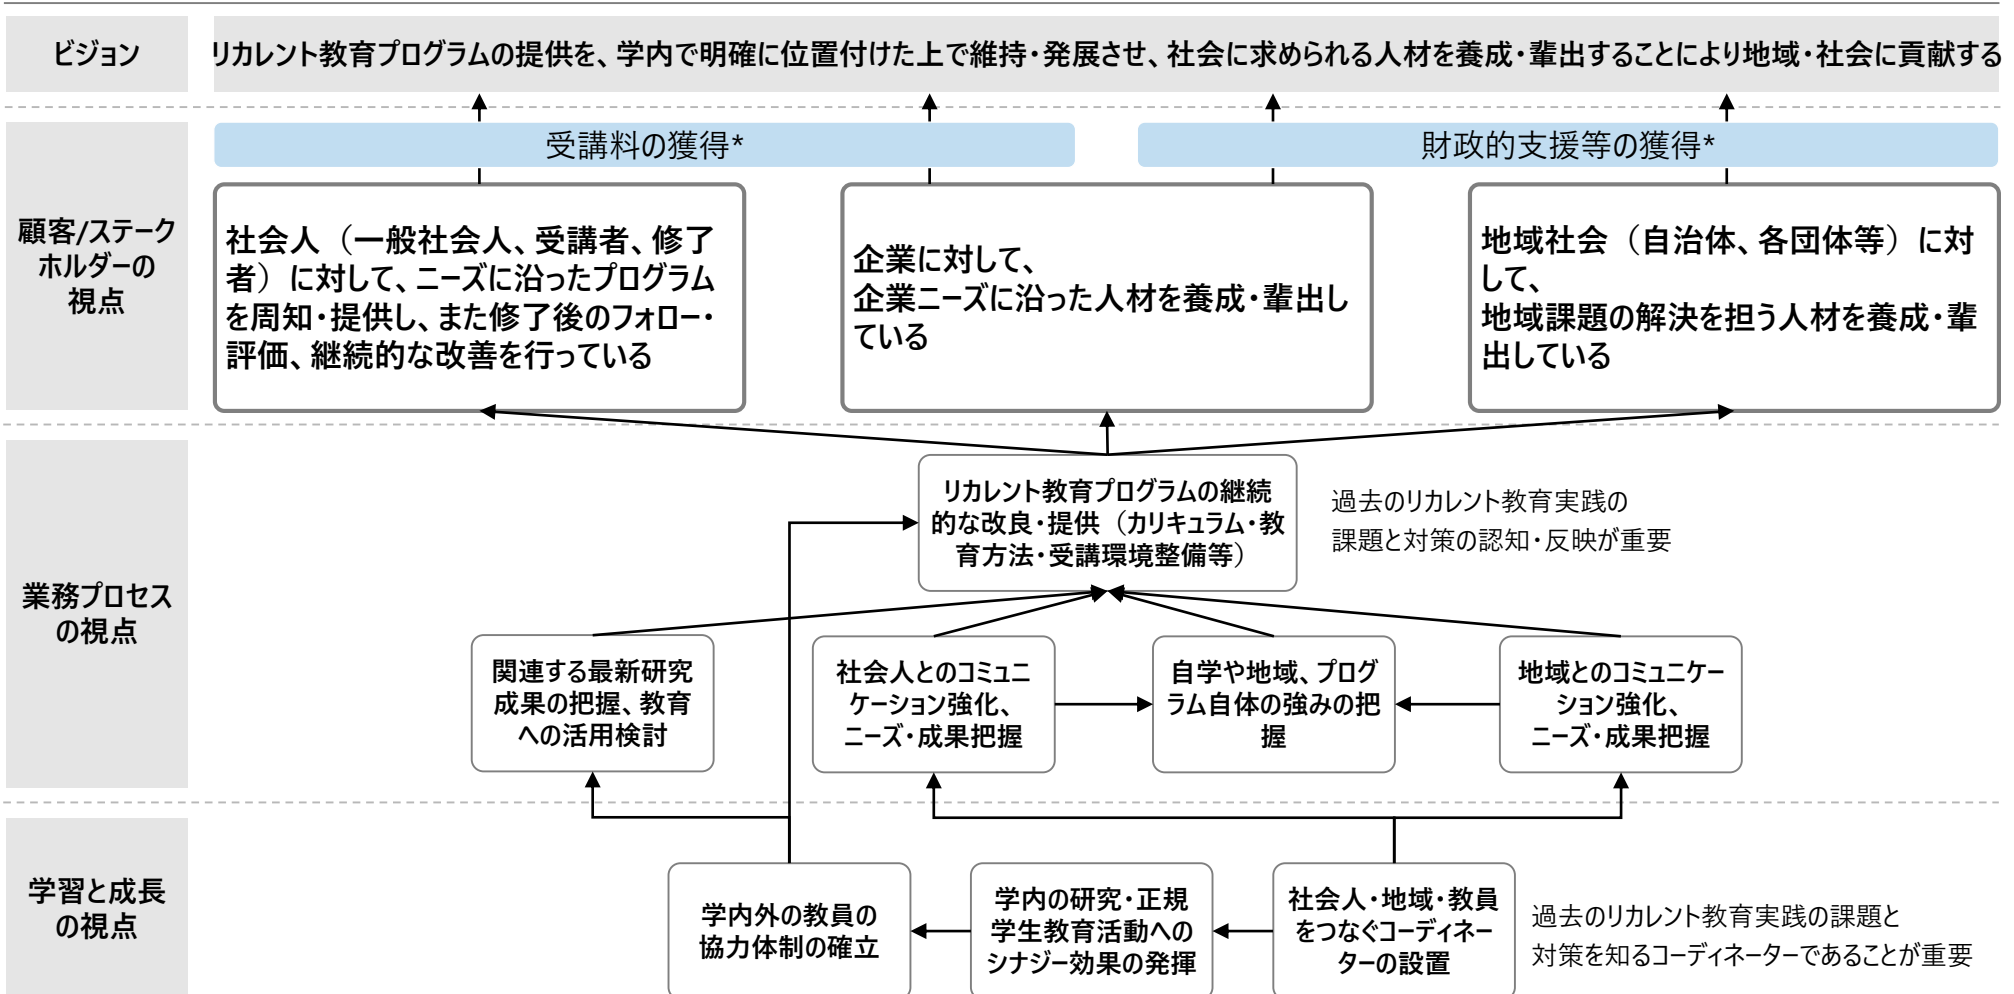 ビジョン
リカレント教育プログラムの提供を、学内で明確に位置付けた上で維持・発展させ、社会に求められる人材を養成・輩出することにより地域・社会に貢献する
受講料の獲得*
財政的支援等の獲得*
顧客/ステーク
ホルダーの
視点
社会人（一般社会人、受講者、修了
者）に対して、ニーズに沿ったプログラム
を周知・提供し、また修了後のフォロー・
評価、継続的な改善を行っている
企業に対して、
企業ニーズに沿った人材を養成・輩出し
ている
地域社会（自治体、各団体等）に対
して、
地域課題の解決を担う人材を養成・輩
出している
業務プロセス
の視点
リカレント教育プログラムの継続
的な改良・提供（カリキュラム・教
育方法・受講環境整備等）
過去のリカレント教育実践の
課題と対策の認知・反映が重要
関連する最新研究
成果の把握、教育
への活用検討
社会人とのコミュニ
ケーション強化、
ニーズ・成果把握
自学や地域、プログ
ラム自体の強みの把
握
地域とのコミュニケー
ション強化、
ニーズ・成果把握
学習と成長
の視点
学内外の教員の
協力体制の確立
学内の研究・正規
学生教育活動への
シナジー効果の発揮
社会人・地域・教員
をつなぐコーディネー
ターの設置
過去のリカレント教育実践の課題と
対策を知るコーディネーターであることが重要